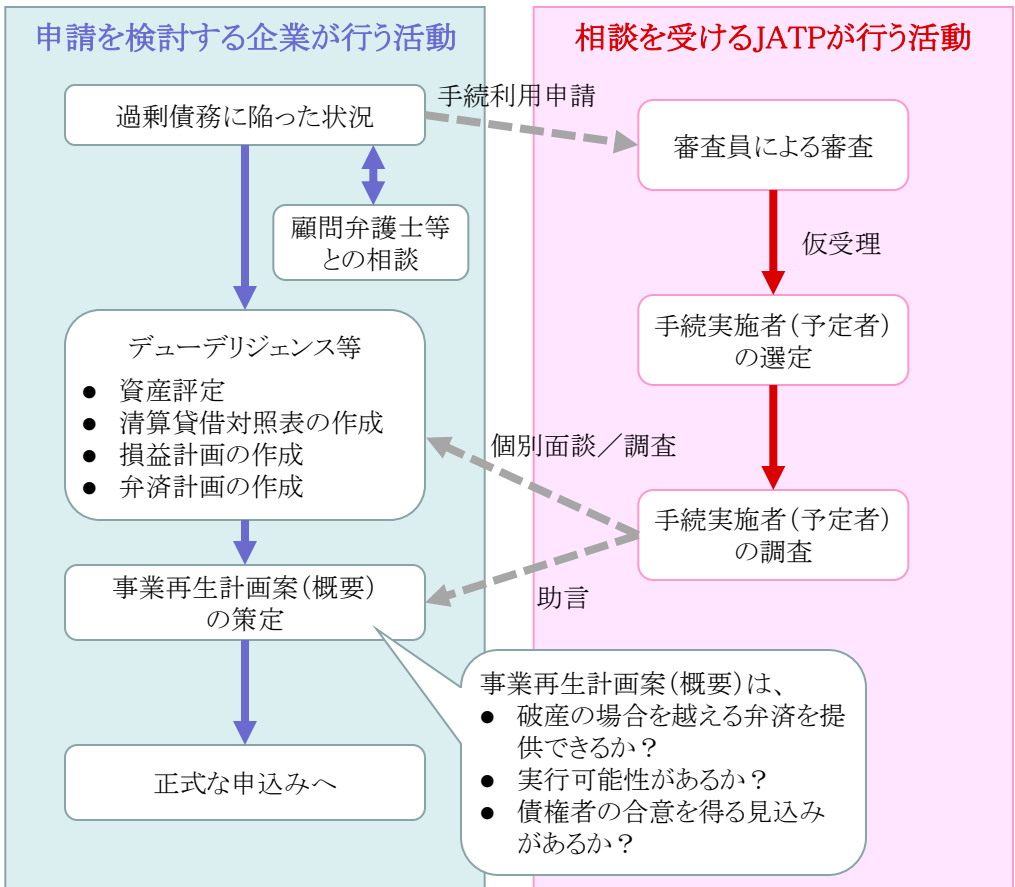 申請を検討する企業が行う活動
過剰債務に陥った状況
顧問弁護士等
との相談
デューデリジェンス等
● 資産評定
● 清算貸借対照表の作成
● 損益計画の作成
● 弁済計画の作成
事業再生計画案(概要)
の策定
正式な申込みへ
手続利用申請
個別面談/調査
助言
相談を受けるJATPが行う活動
審査員による審査
仮受理
手続実施者(予定者)
の選定
手続実施者(予定者)
の調査
事業再生計画案(概要)は、
● 破産の場合を越える弁済を提
供できるか?
● 実行可能性があるか?
● 債権者の合意を得る見込み
があるか?